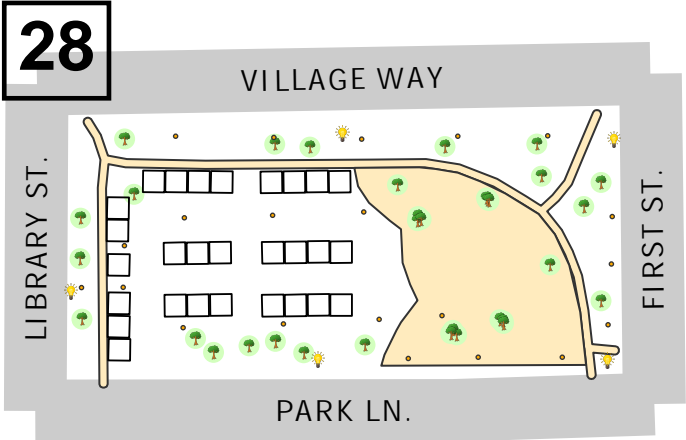 28
VILLAGE WAY
LIBRARY ST.
FIRST ST.
PARK LN.